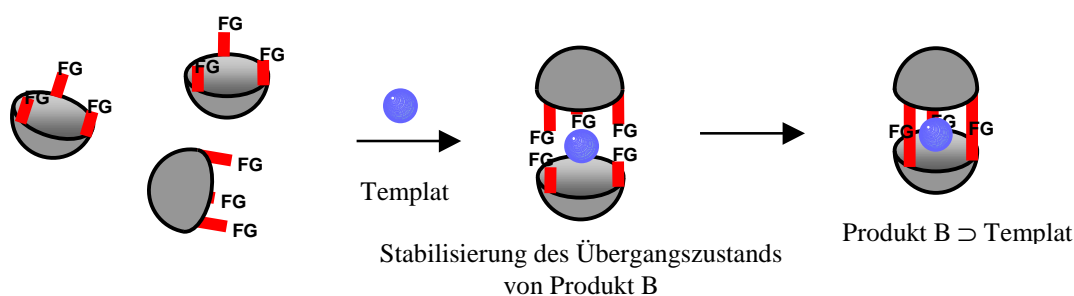 FG
FG
FG
FG
FG
FG
FG
FG
FG
Templat
FG
FG
FG
FG
FG
Stabilisierung des Übergangszustands
von Produkt B
FG
FG
FG
Produkt B ⊃ Templat